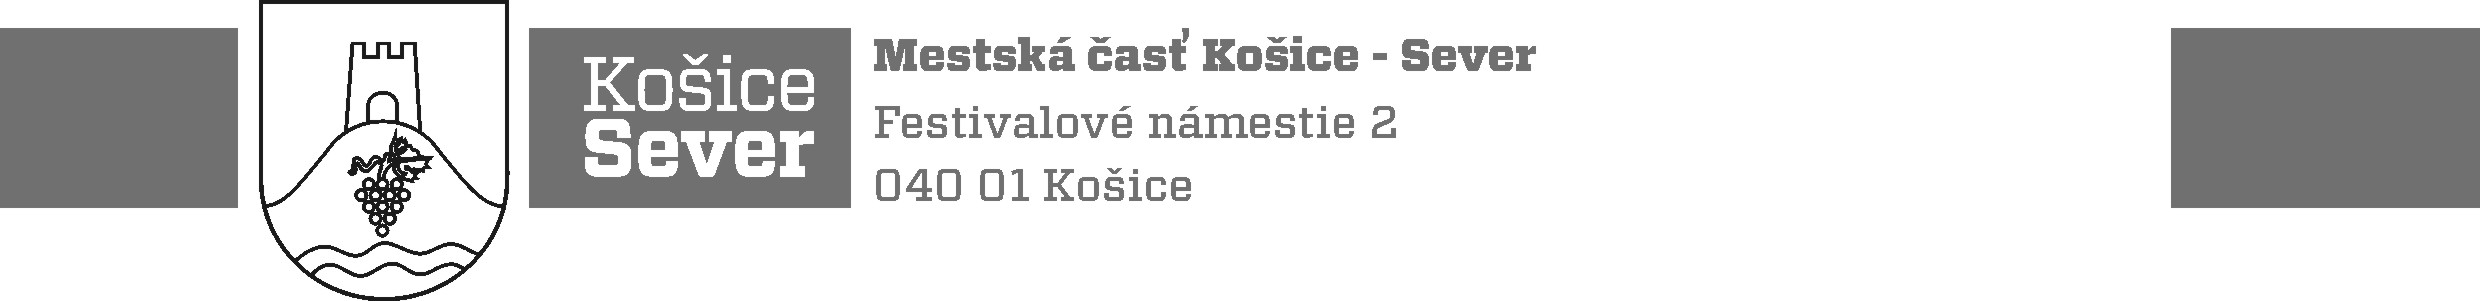 Košice
Sever
Mestská časť Košice - Sever
Festivalové námestie 2
040 01 Košice